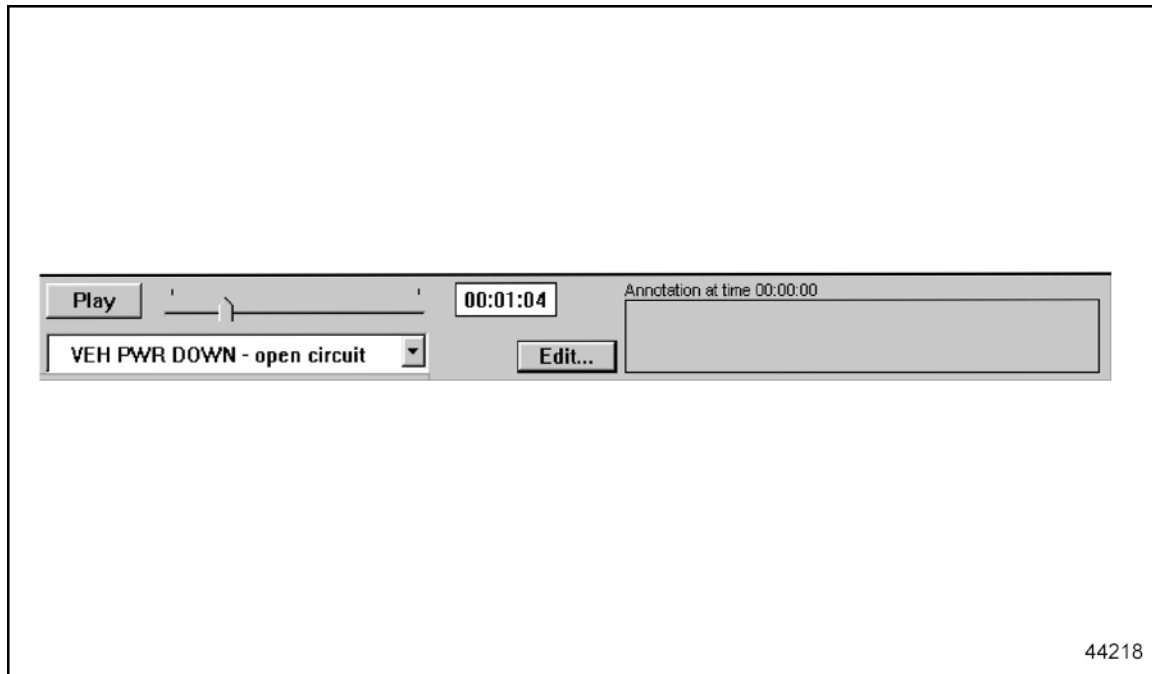 Play
00:01:04
Annotation at time 00:00:00
VEH PWR DOWN - open circuit
Edit...
44218